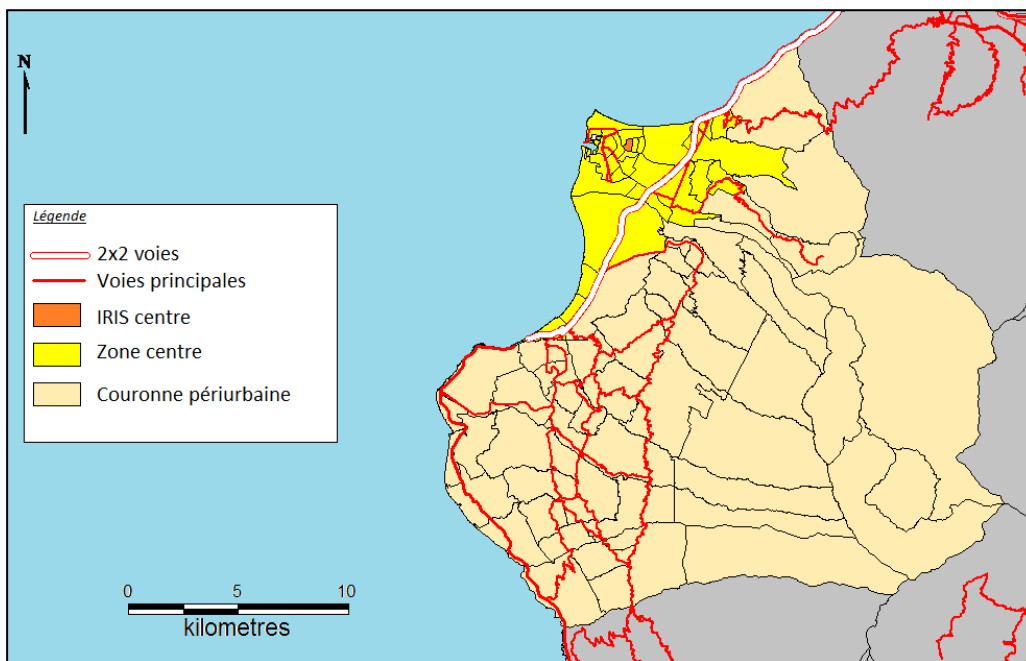 N
Légende
2x2 voies
Voies principales
IRIS centre
Zone centre
Couronne périurbaine
0 5 10
kilometres